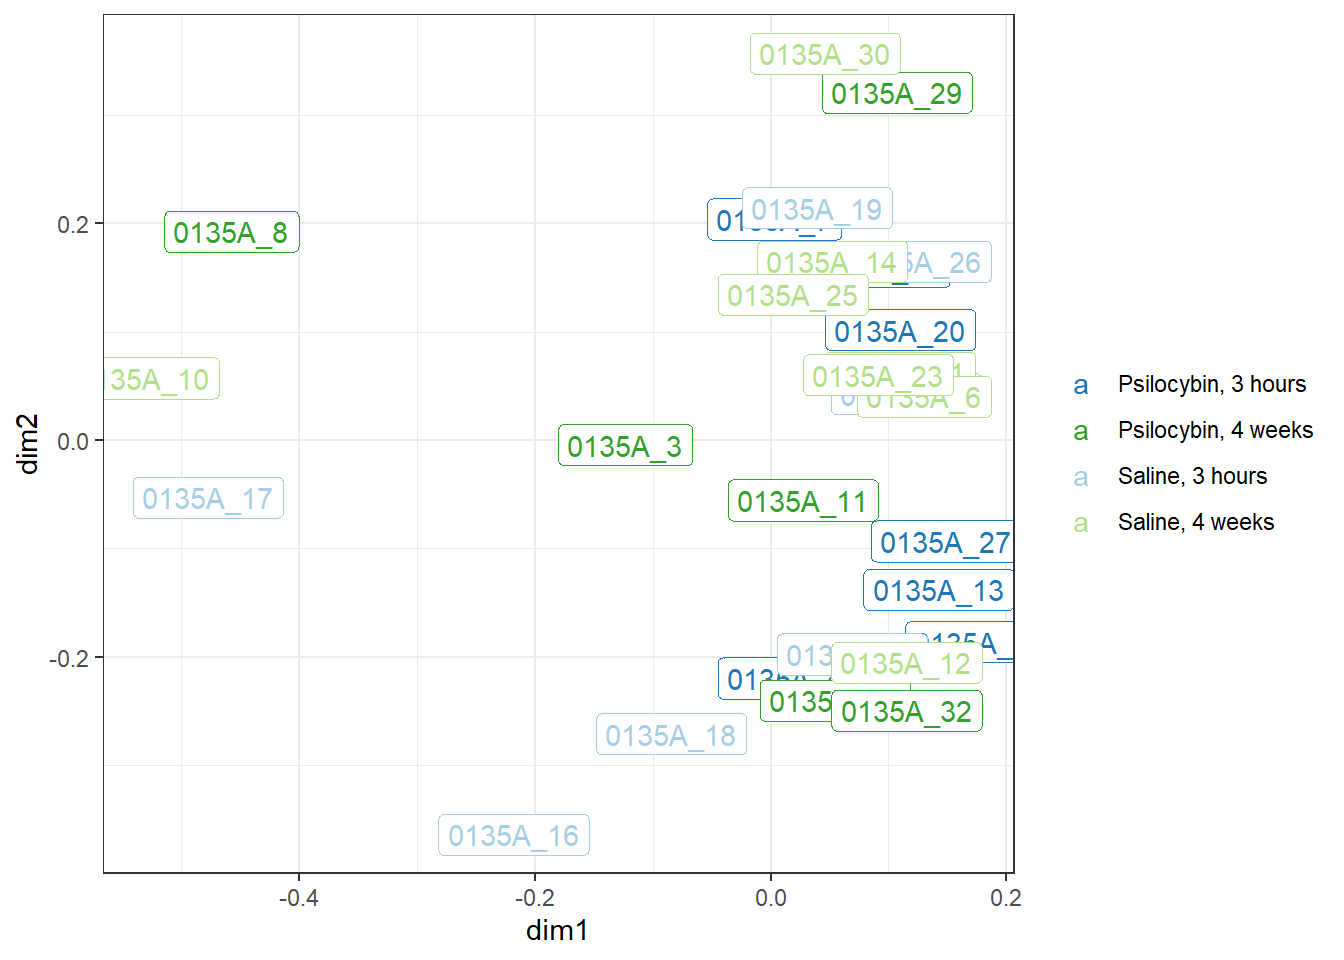 0135A_30
0135A_29
0135A_19
0135A_8
0135A_14
0135A_25
0135A_20
0135A_23
0135A_6
0135A_3
0135A_17
0135A_11
0135A_27
0135A_13
0135A_12
0135A_32
0135A_18
0135A_16
0.2
0.0
-0.2
dim2
-0.4
-0.2
0.0
0.2
dim1
a Psilocybin, 3 hours
a Psilocybin, 4 weeks
a Saline, 3 hours
a Saline, 4 weeks